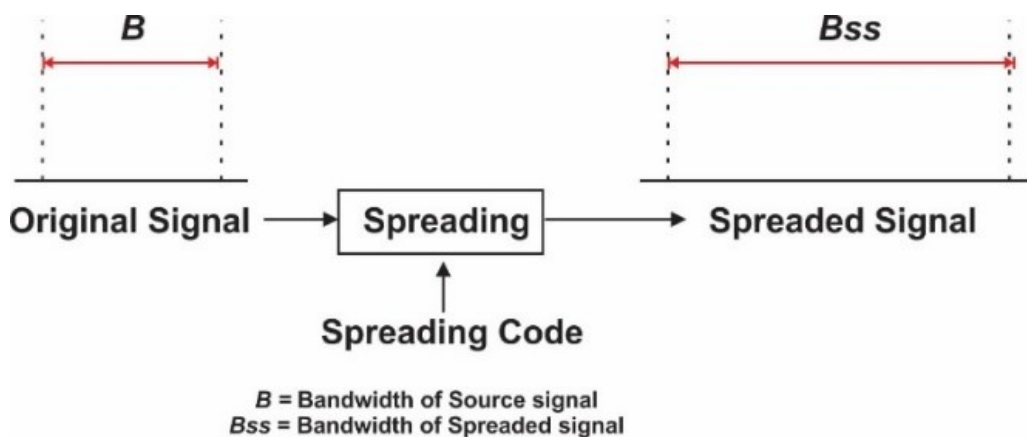 B
Bss
Original Signal
Spreading
Spreaded Signal
Spreading Code
B = Bandwidth of Source signal
Bss = Bandwidth of Spreaded signal